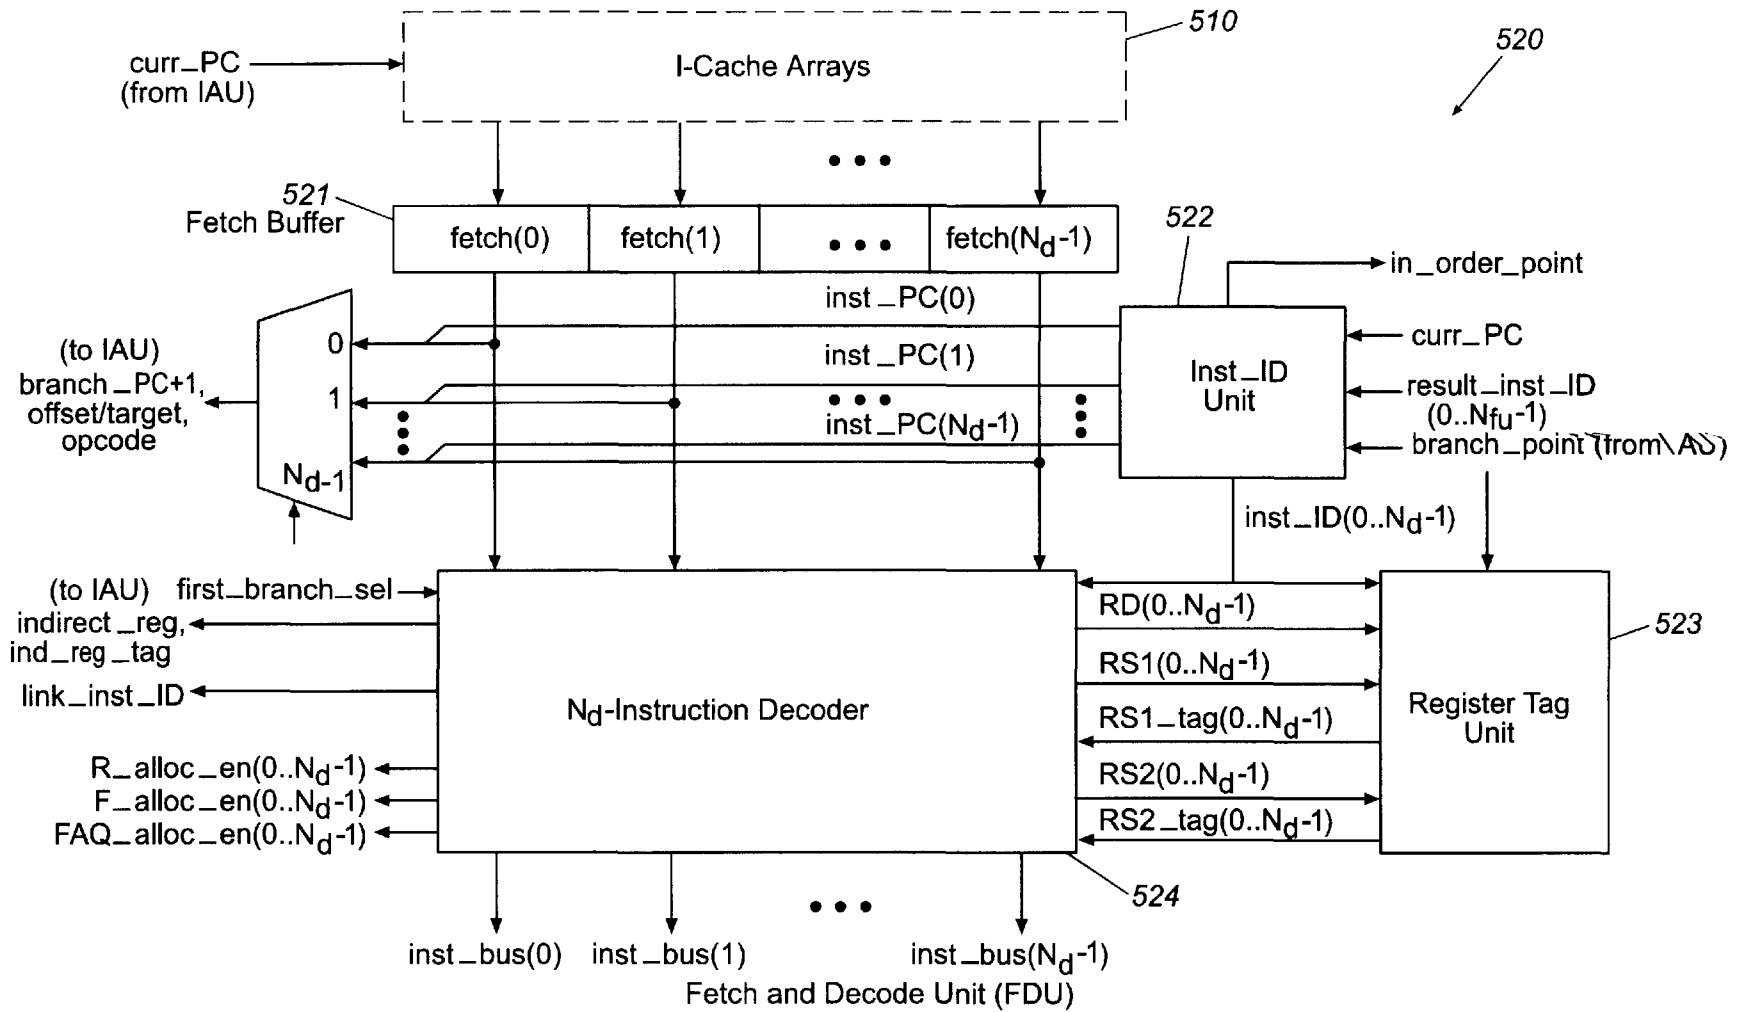 510
520
curr_PC
(from IAU)
I-Cache Arrays
521
Fetch Buffer
fetch(0)
fetch(1)
fetch(Nd-1)
522
in_order_point
inst_PC(0)
inst_PC(1)
inst_PC(Nd-1)
0
1
Nd-1
(to IAU)
branch_PC+1,
offset/target,
opcode
Inst_ID
Unit
curr_PC
result_inst_ID
(0..Nfu-1)
branch_point (from IAU)
inst_ID(0..Nd-1)
(to IAU) first_branch_sel
indirect_reg,
ind_reg_tag
link_inst_ID
R_alloc_en(0..Nd-1)
F_alloc_en(0..Nd-1)
FAQ_alloc_en(0..Nd-1)
Nd-Instruction Decoder
RD(0..Nd-1)
RS1(0..Nd-1)
RS1_tag(0..Nd-1)
RS2(0..Nd-1)
RS2_tag(0..Nd-1)
Register Tag
Unit
523
524
inst_bus(0)
inst_bus(1)
inst_bus(Nd-1)
Fetch and Decode Unit (FDU)